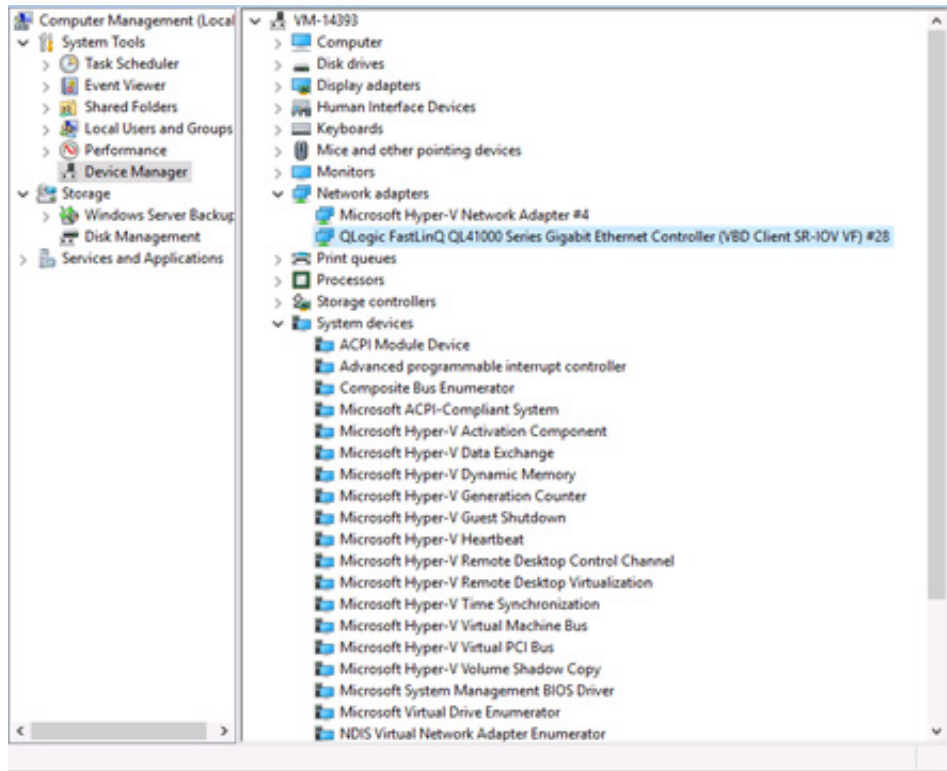 Computer Management (Local
System Tools
Task Scheduler
Event Viewer
Shared Folders
Local Users and Groups
Performance
Device Manager
Storage
Windows Server Backup
Disk Management
Services and Applications
VM-14393
Computer
Disk drives
Display adapters
Human Interface Devices
Keyboards
Mice and other pointing devices
Monitors
Network adapters
Microsoft Hyper-V Network Adapter #4
QLogic FastLinQ QL41000 Series Gigabit Ethernet Controller (VBD Client SR-IOV VF) #28
Print queues
Processors
Storage controllers
System devices
ACPI Module Device
Advanced programmable interrupt controller
Composite Bus Enumerator
Microsoft ACPI-Compliant System
Microsoft Hyper-V Activation Component
Microsoft Hyper-V Data Exchange
Microsoft Hyper-V Dynamic Memory
Microsoft Hyper-V Generation Counter
Microsoft Hyper-V Guest Shutdown
Microsoft Hyper-V Heartbeat
Microsoft Hyper-V Remote Desktop Control Channel
Microsoft Hyper-V Remote Desktop Virtualization
Microsoft Hyper-V Time Synchronization
Microsoft Hyper-V Virtual Machine Bus
Microsoft Hyper-V Virtual PCI Bus
Microsoft Hyper-V Volume Shadow Copy
Microsoft System Management BIOS Driver
Microsoft Virtual Drive Enumerator
NDIS Virtual Network Adapter Enumerator